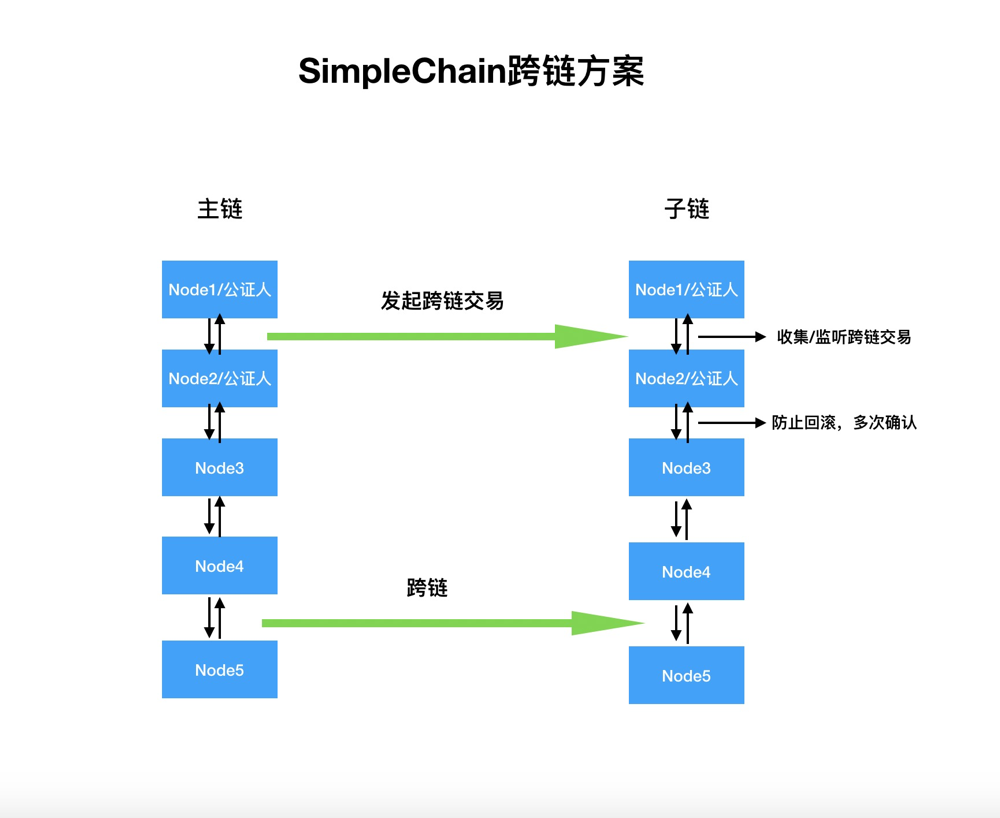 SimpleChain跨链方案
主链
子链
Node1/公证人
Node1/公证人
发起跨链交易
收集/监听跨链交易
Node2/公证人
Node2/公证人
防止回滚，多次确认
Node3
Node3
Node4
Node4
跨链
Node5
Node5